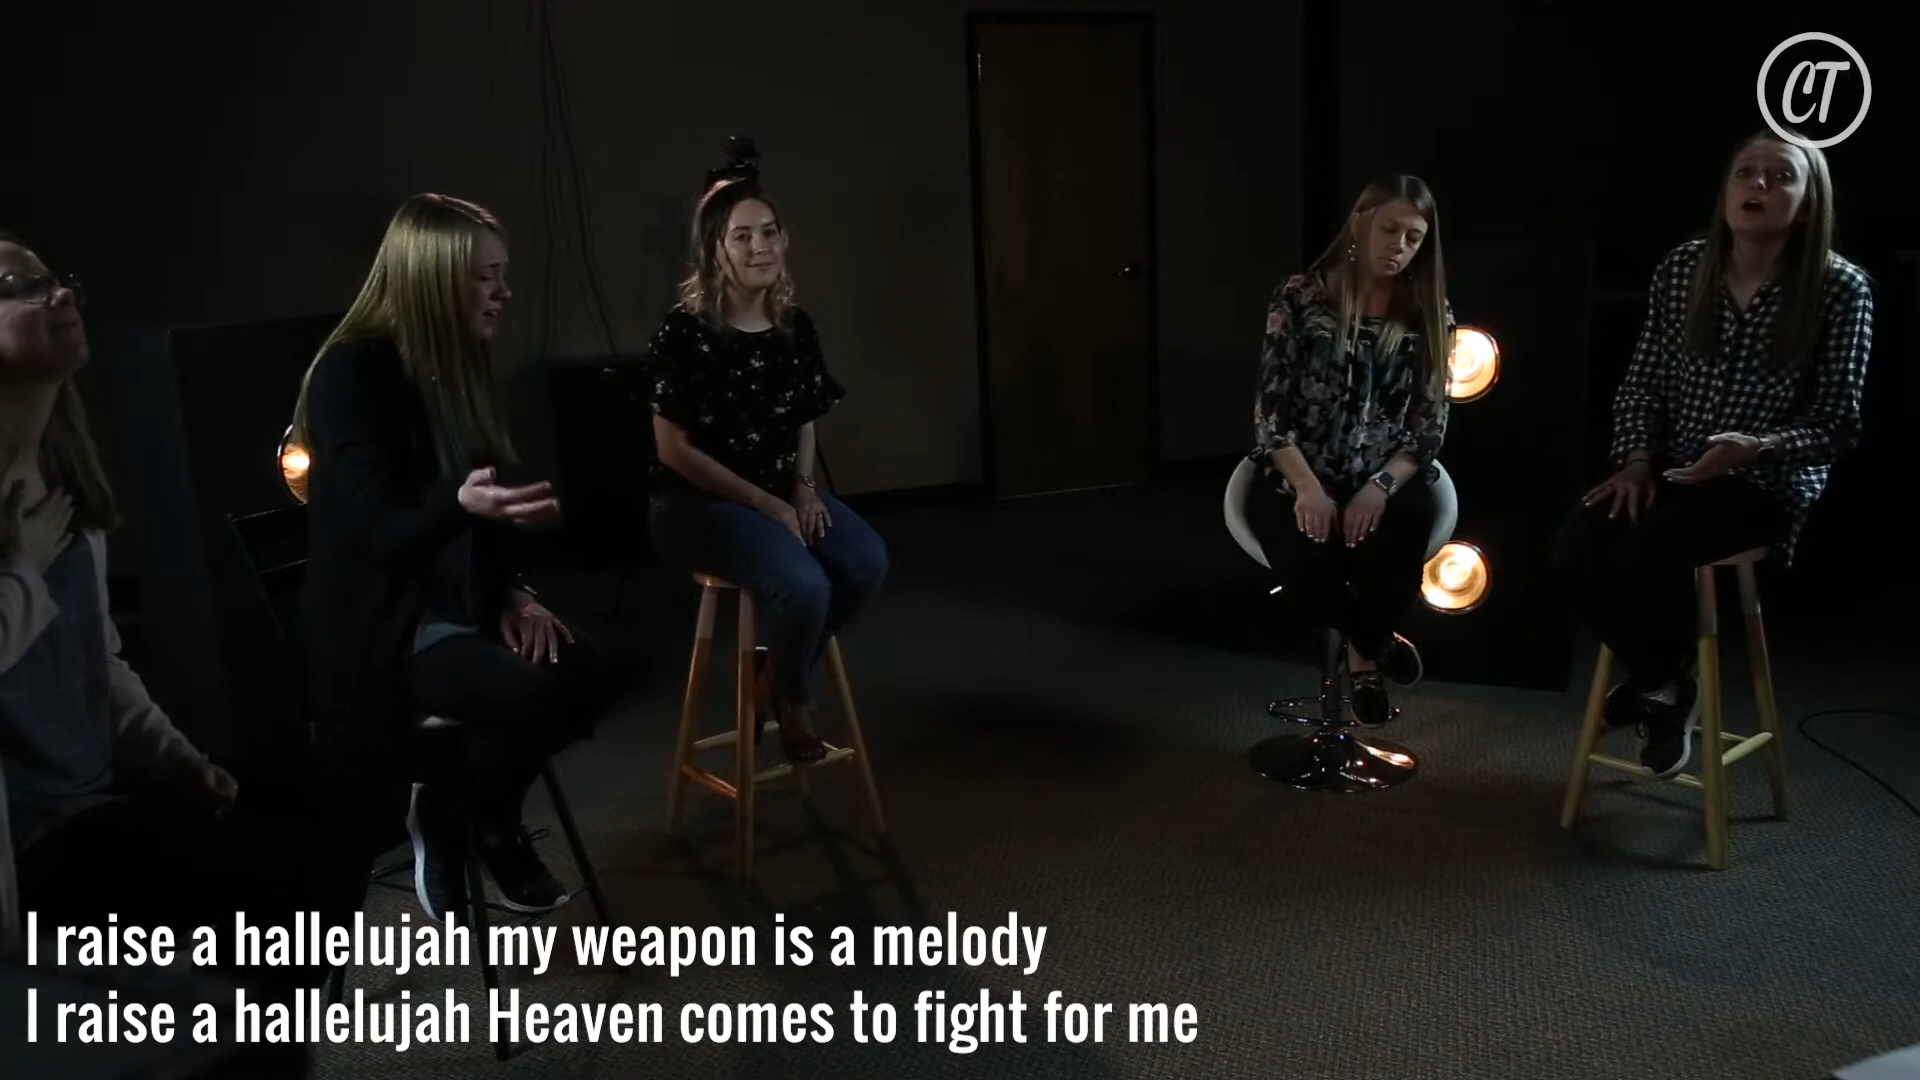 CT
I raise a hallelujah my weapon is a melody
I raise a hallelujah Heaven comes to fight for me